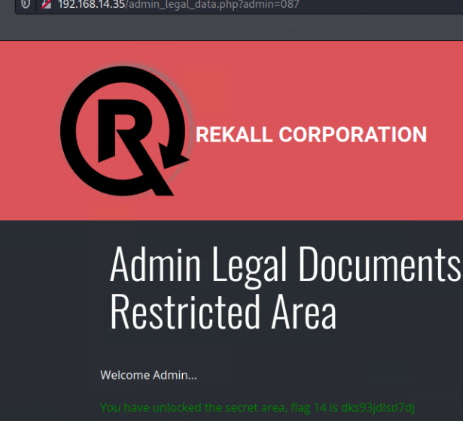 192.168.14.35/admin_legal_data.php?admin=087
R
REKALL CORPORATION
Admin Legal Documents
Restricted Area
Welcome Admin...
You have unlocked the secret area, flag 14 is dks93jdlsd7dj